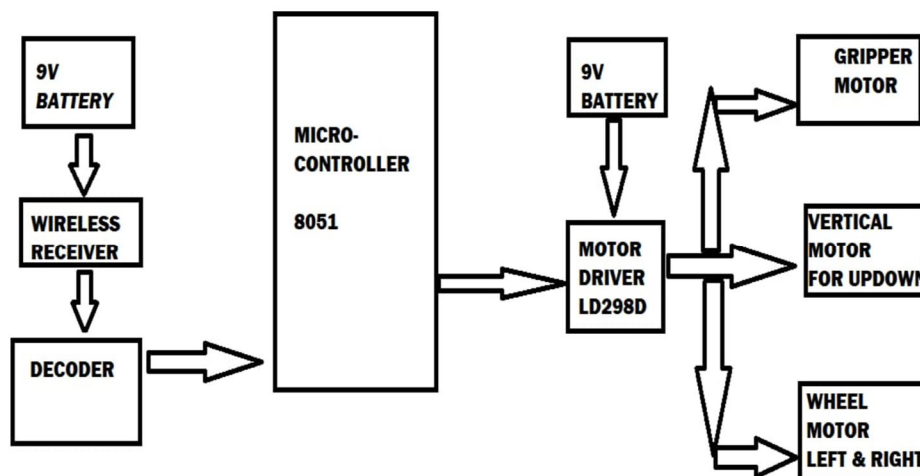 9V
BATTERY
WIRELESS
RECEIVER
DECODER
MICRO-
CONTROLLER
8051
9V
BATTERY
MOTOR
DRIVER
LD298D
GRIPPER
MOTOR
VERTICAL
MOTOR
FOR UPDOWN
WHEEL
MOTOR
LEFT & RIGHT